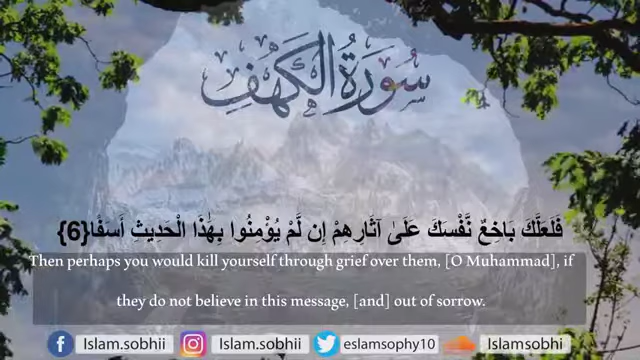 سُورَةُ الكَهْفِ
فَلَعَلَّكَ بَاخِعٌ نَّفْسَكَ عَلَىٰ آثَارِهِمْ إِن لَّمْ يُؤْمِنُوا بِهَٰذَا الْحَدِيثِ أَسَفًا{6}
Then perhaps you would kill yourself through grief over them, [O Muhammad], if
they do not believe in this message, [and] out of sorrow.
Islam.sobhii Islam.sobhii eslamsophy10 Islamsobhi